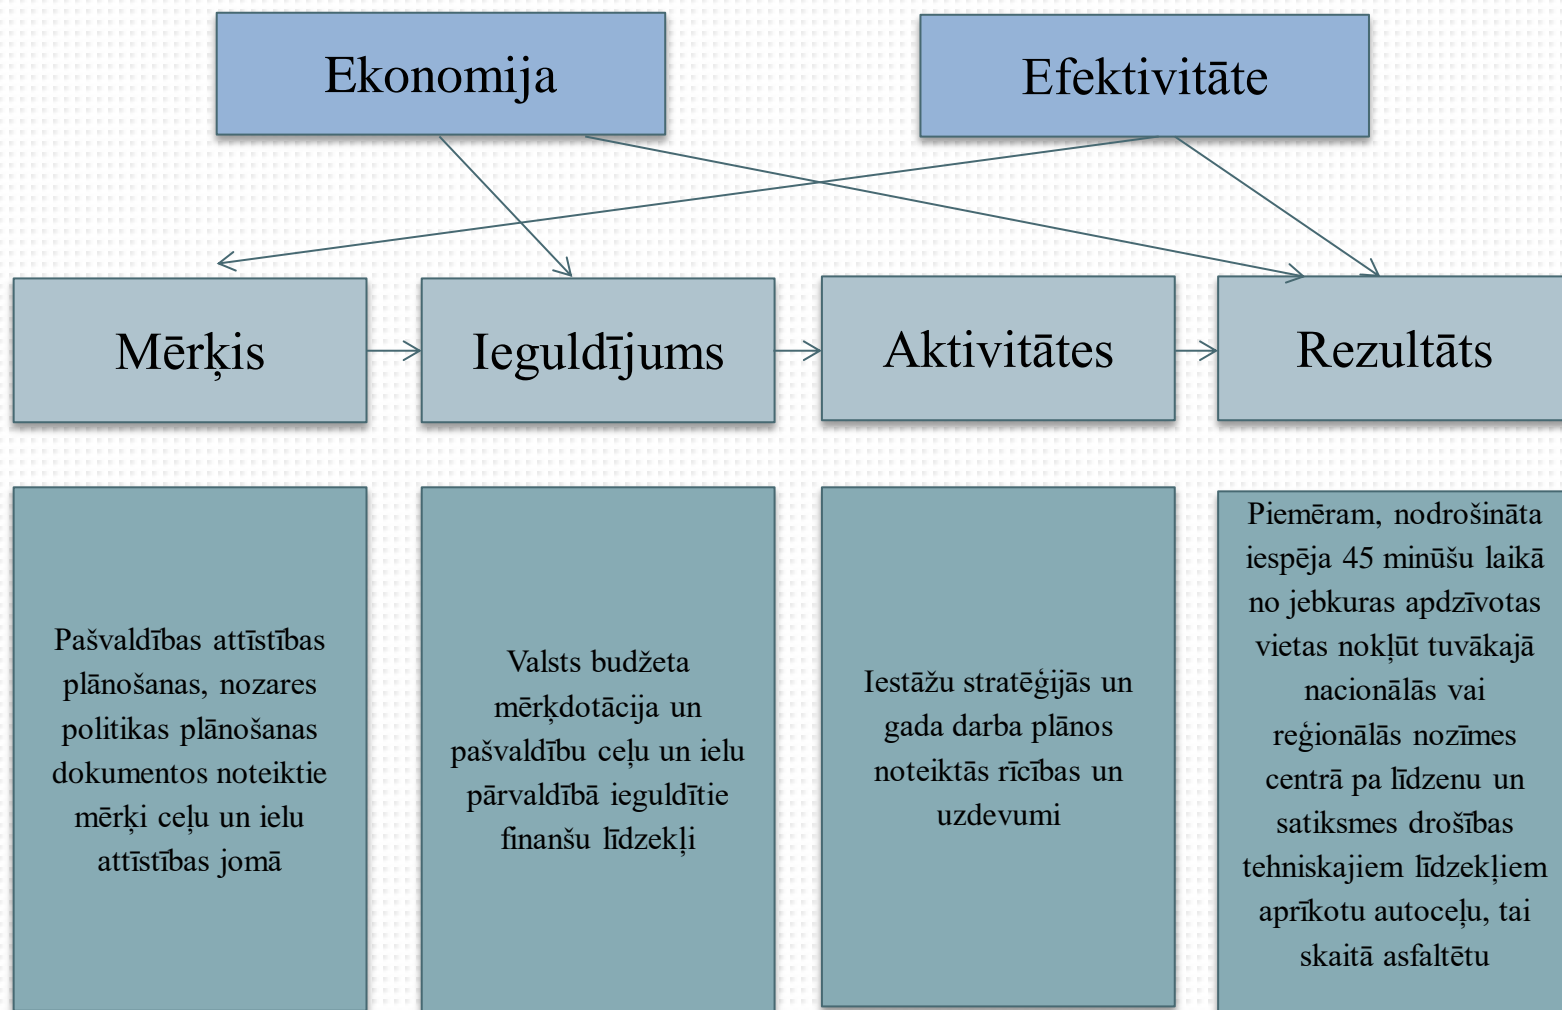 Ekonomija
Efektivitāte
Mērķis
Ieguldījums
Aktivitātes
Rezultāts
Pašvaldības attīstības
plānošanas, nozares
politikas plānošanas
dokumentos noteiktie
mērķi ceļu un ielu
attīstības jomā
Valsts budžeta
mērķdotācija un
pašvaldību ceļu un ielu
pārvaldībā ieguldītie
finanšu līdzekļi
Iestāžu stratēģijās un
gada darba plānos
noteiktās rīcības un
uzdevumi
Piemēram, nodrošināta
iespēja 45 minūšu laikā
no jebkuras apdzīvotas
vietas nokļūt tuvākajā
nacionālās vai
reģionālās nozīmes
centrā pa līdzenu un
satiksmes drošības
tehniskajiem līdzekļiem
aprīkotu autoceļu, tai
skaitā asfaltētu